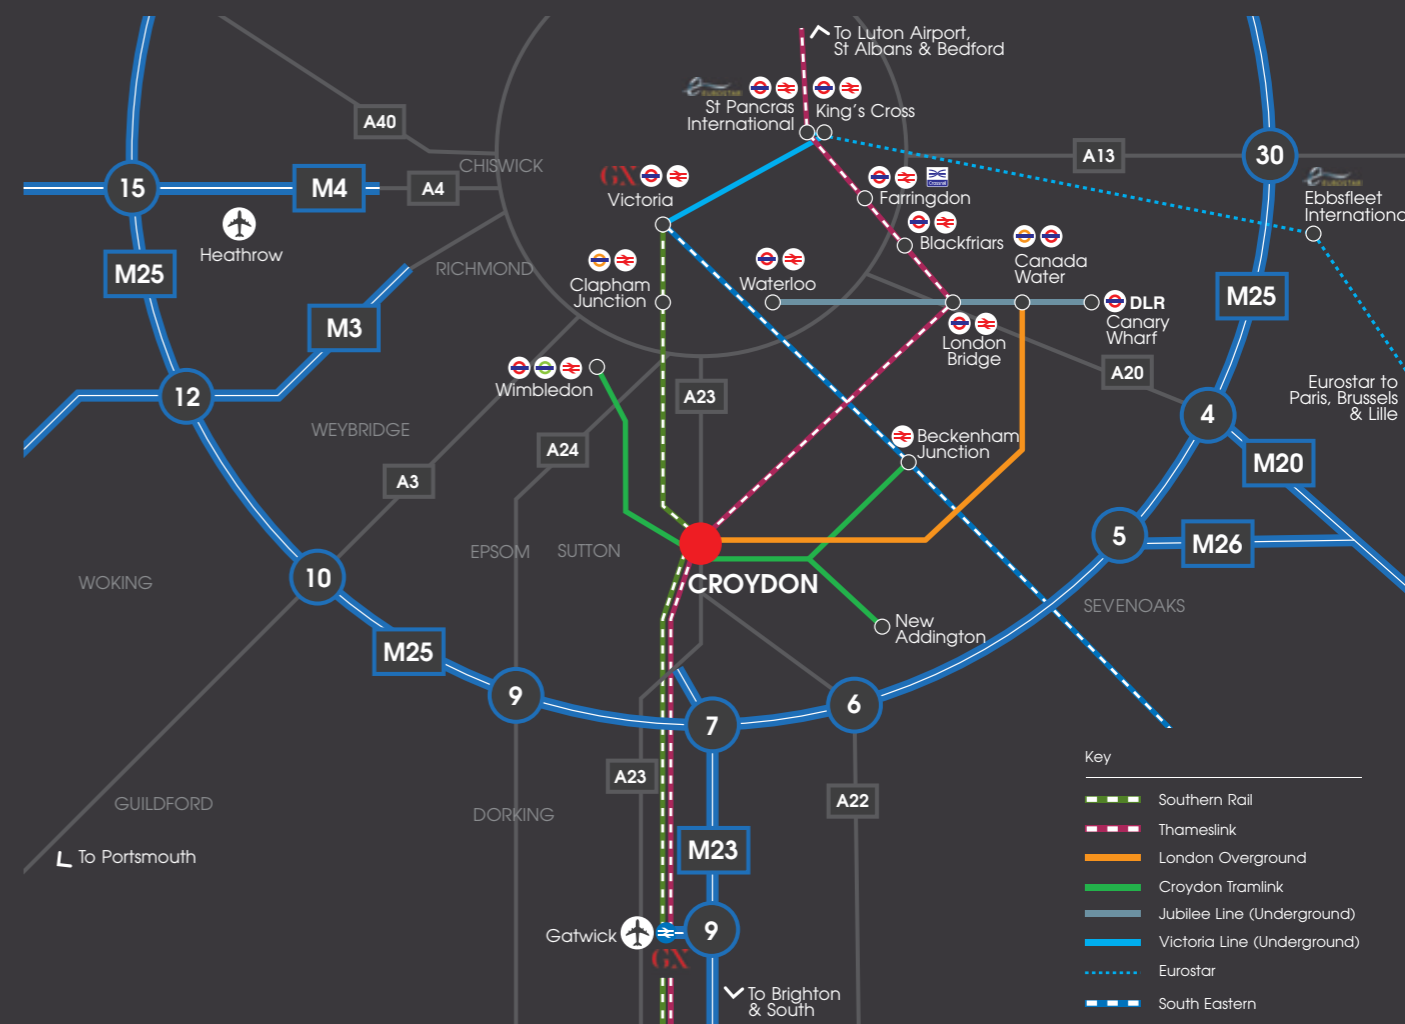 To Luton Airport,
St Albans & Bedford
EUROSTAR
St Pancras
International
King's Cross
A40
A13
30
CHISWICK
15
M4
A4
GX
Victoria
Farringdon
Crossrail
EUROSTAR
Ebbsfleet
International
Heathrow
Blackfriars
Canada
Water
M25
RICHMOND
Clapham
Junction
Waterloo
M25
DLR
Canary
Wharf
M3
London
Bridge
A20
Wimbledon
12
A23
Eurostar to
Paris, Brussels
& Lille
4
WEYBRIDGE
Beckenham
Junction
A24
M20
A3
5
M26
EPSOM
SUTTON
CROYDON
WOKING
10
SEVENOAKS
New
Addington
M25
9
7
6
Key
A23
A22
Southern Rail
GUILDFORD
DORKING
Thameslink
To Portsmouth
M23
London Overground
Croydon Tramlink
Jubilee Line (Underground)
Gatwick
9
Victoria Line (Underground)
GX
Eurostar
To Brighton
& South
South Eastern